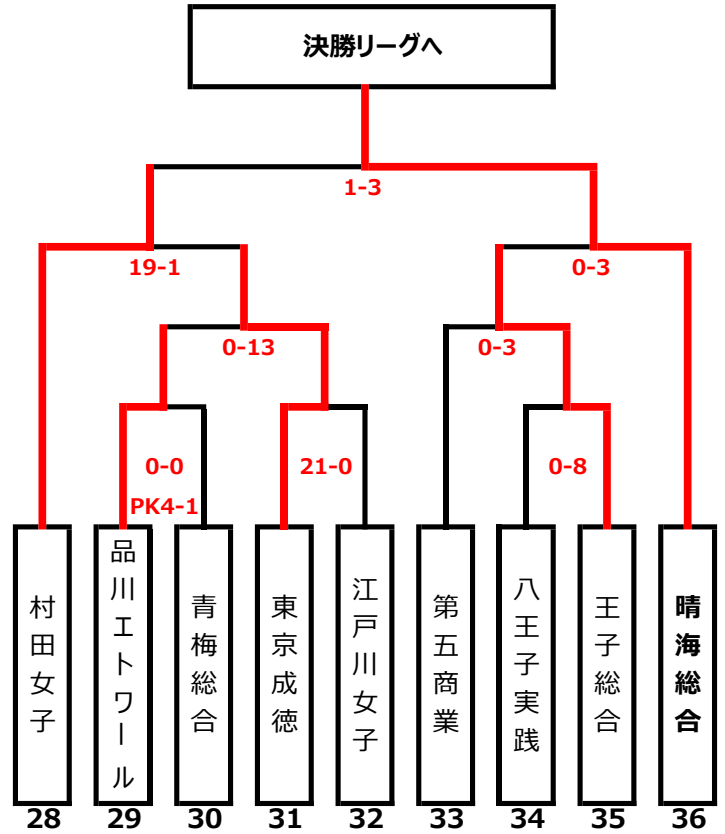 決勝リーグへ
1-3
19-1
0-3
0-13
0-3
0-0
PK4-1
21-0
0-8
村田女子
品川エトワール
青梅総合
東京成徳
江戸川女子
第五商業
八王子実践
王子総合
晴海総合
28 29 30 31 32 33 34 35 36